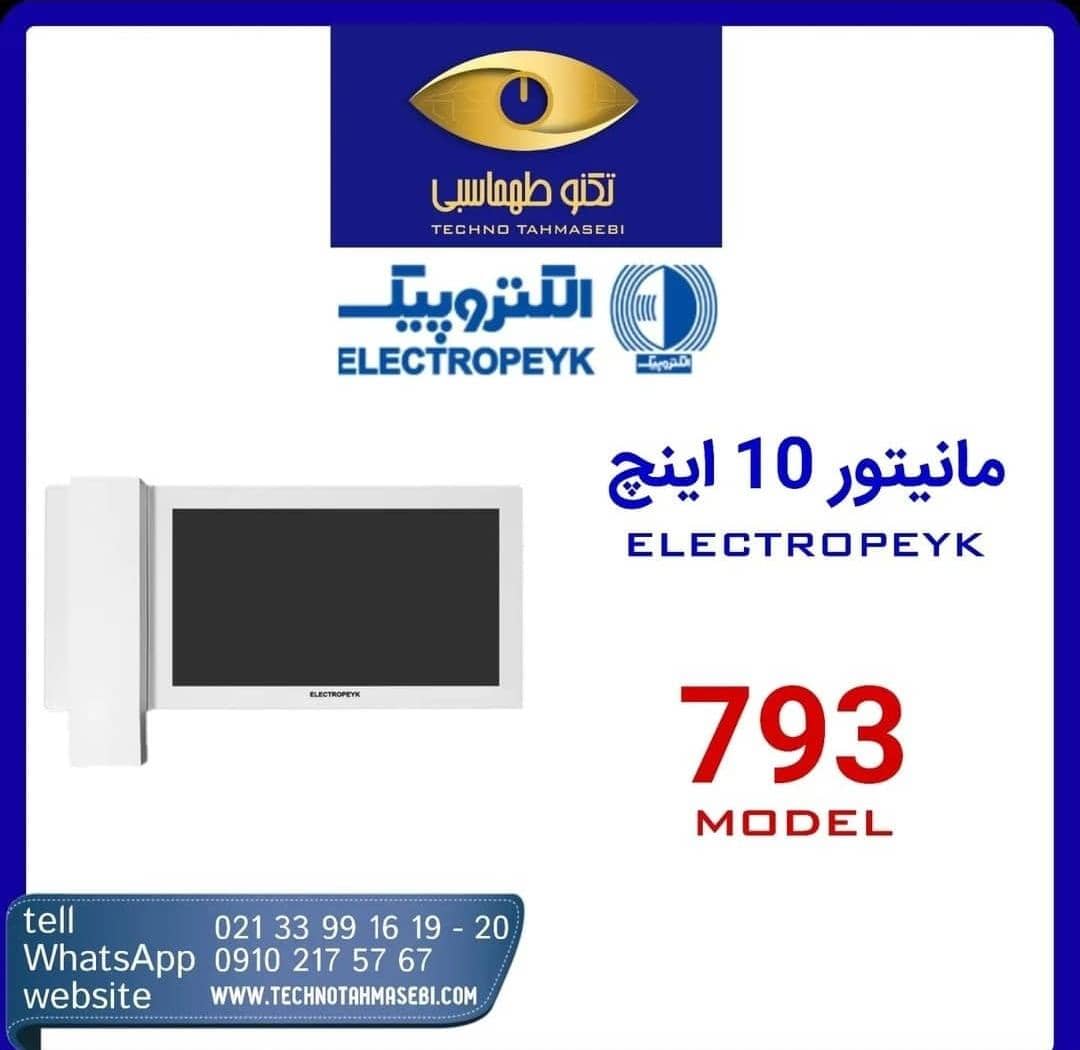 تکنو طهماسبی
TECHNO TAHMASEBI
الکتروپیک
ELECTROPEYK
الکتروپیک
مانیتور 10 اینچ
ELECTROPEYK
ELECTROPEYK
793
MODEL
tell 021 33 99 16 19 - 20
WhatsApp 0910 217 57 67
website WWW.TECHNOTAHMASEBI.COM